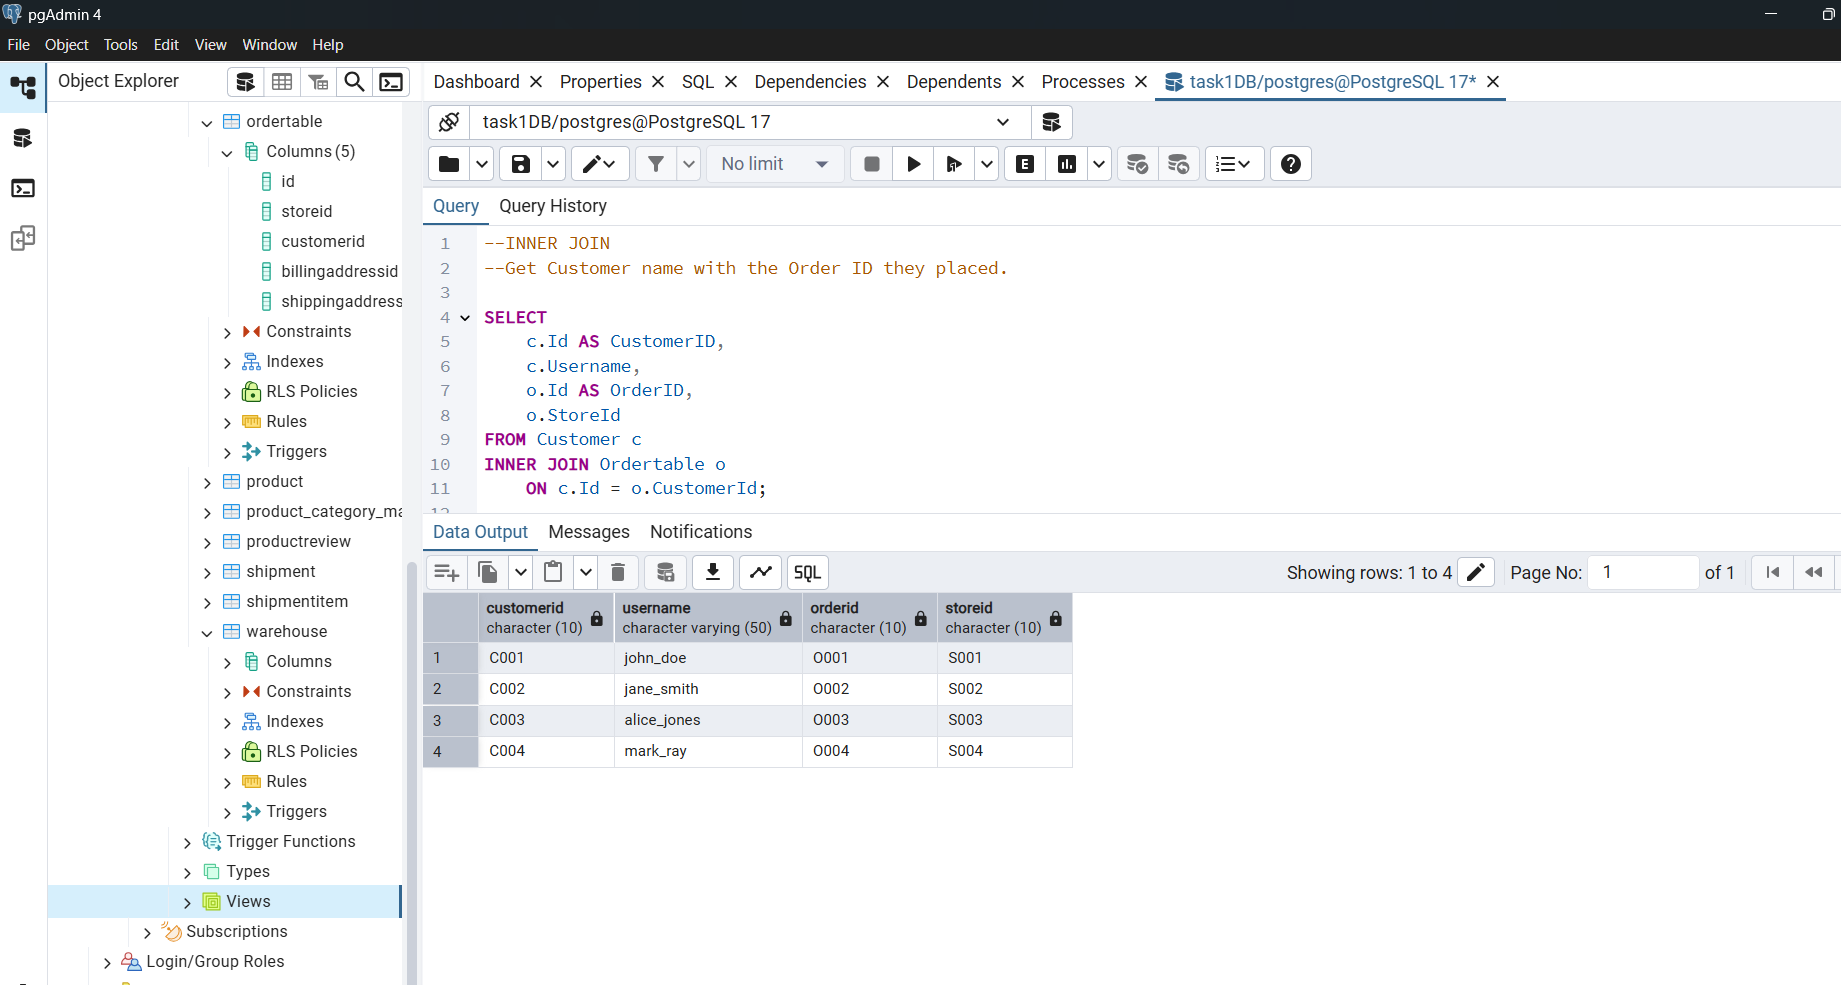 pgAdmin 4
File Object Tools Edit View Window Help
Object Explorer
ordertable
Columns (5)
id
storeid
customerid
billingaddressid
shippingaddress
Constraints
Indexes
RLS Policies
Rules
Triggers
product
product_category_ma
productreview
shipment
shipmentitem
warehouse
Columns
Constraints
Indexes
RLS Policies
Rules
Triggers
Trigger Functions
Types
Views
Subscriptions
Login/Group Roles
Dashboard Properties SQL Dependencies Dependents Processes task1DB/postgres@PostgreSQL 17*
task1DB/postgres@PostgreSQL 17
No limit E
Query Query History
1 --INNER JOIN
2 --Get Customer name with the Order ID they placed.
3
4 SELECT
5 c.Id AS CustomerID,
6 c.Username,
7 o.Id AS OrderID,
8 o.StoreId
9 FROM Customer c
10 INNER JOIN Ordertable o
11 ON c.Id = o.CustomerId;
12
Data Output Messages Notifications
SQL Showing rows: 1 to 4 Page No: 1 of 1
customerid username orderid storeid
character (10) character varying (50) character (10) character (10)
1 C001 john_doe O001 S001
2 C002 jane_smith O002 S002
3 C003 alice_jones O003 S003
4 C004 mark_ray O004 S004